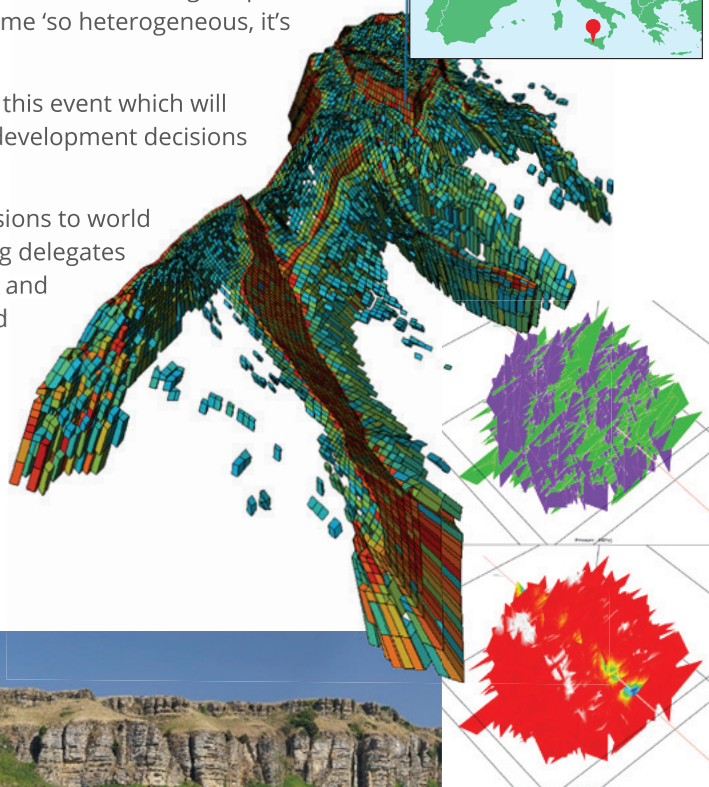 me ‘so heterogeneous, it’s
this event which will
development decisions
sions to world
g delegates
and